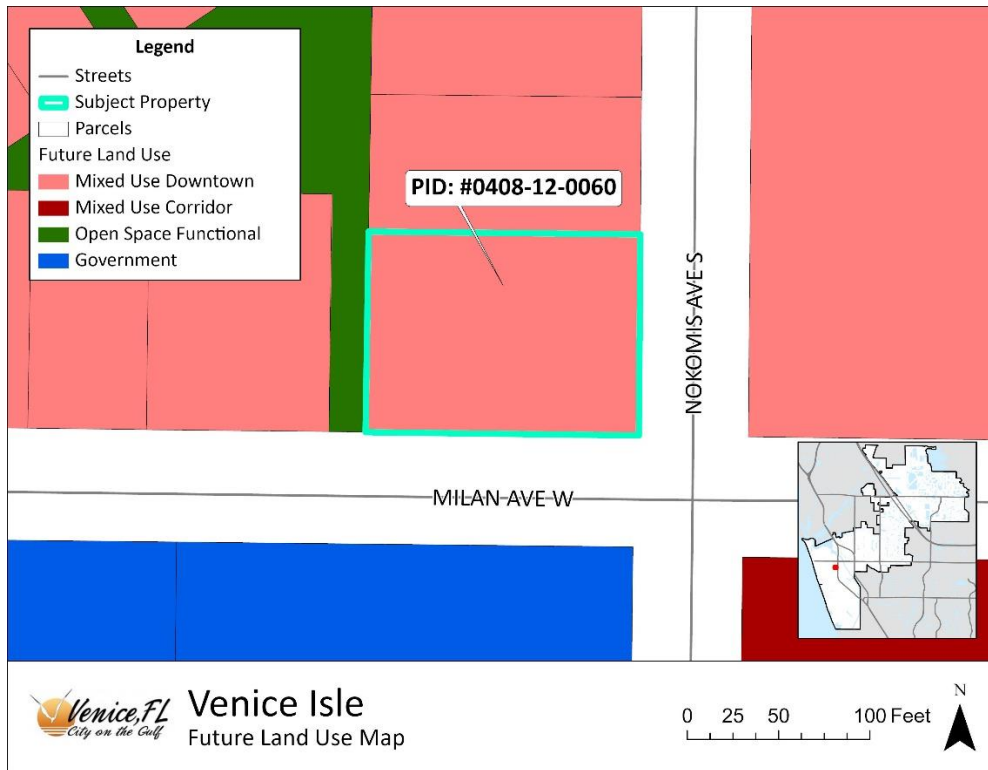 Legend
Streets
Subject Property
Parcels
Future Land Use
Mixed Use Downtown
Mixed Use Corridor
Open Space Functional
Government
PID: #0408-12-0060
NOKOMIS AVE S
MILAN AVE W
Venice, FL
City on the Gulf
Venice Isle
Future Land Use Map
0 25 50 100 Feet
N